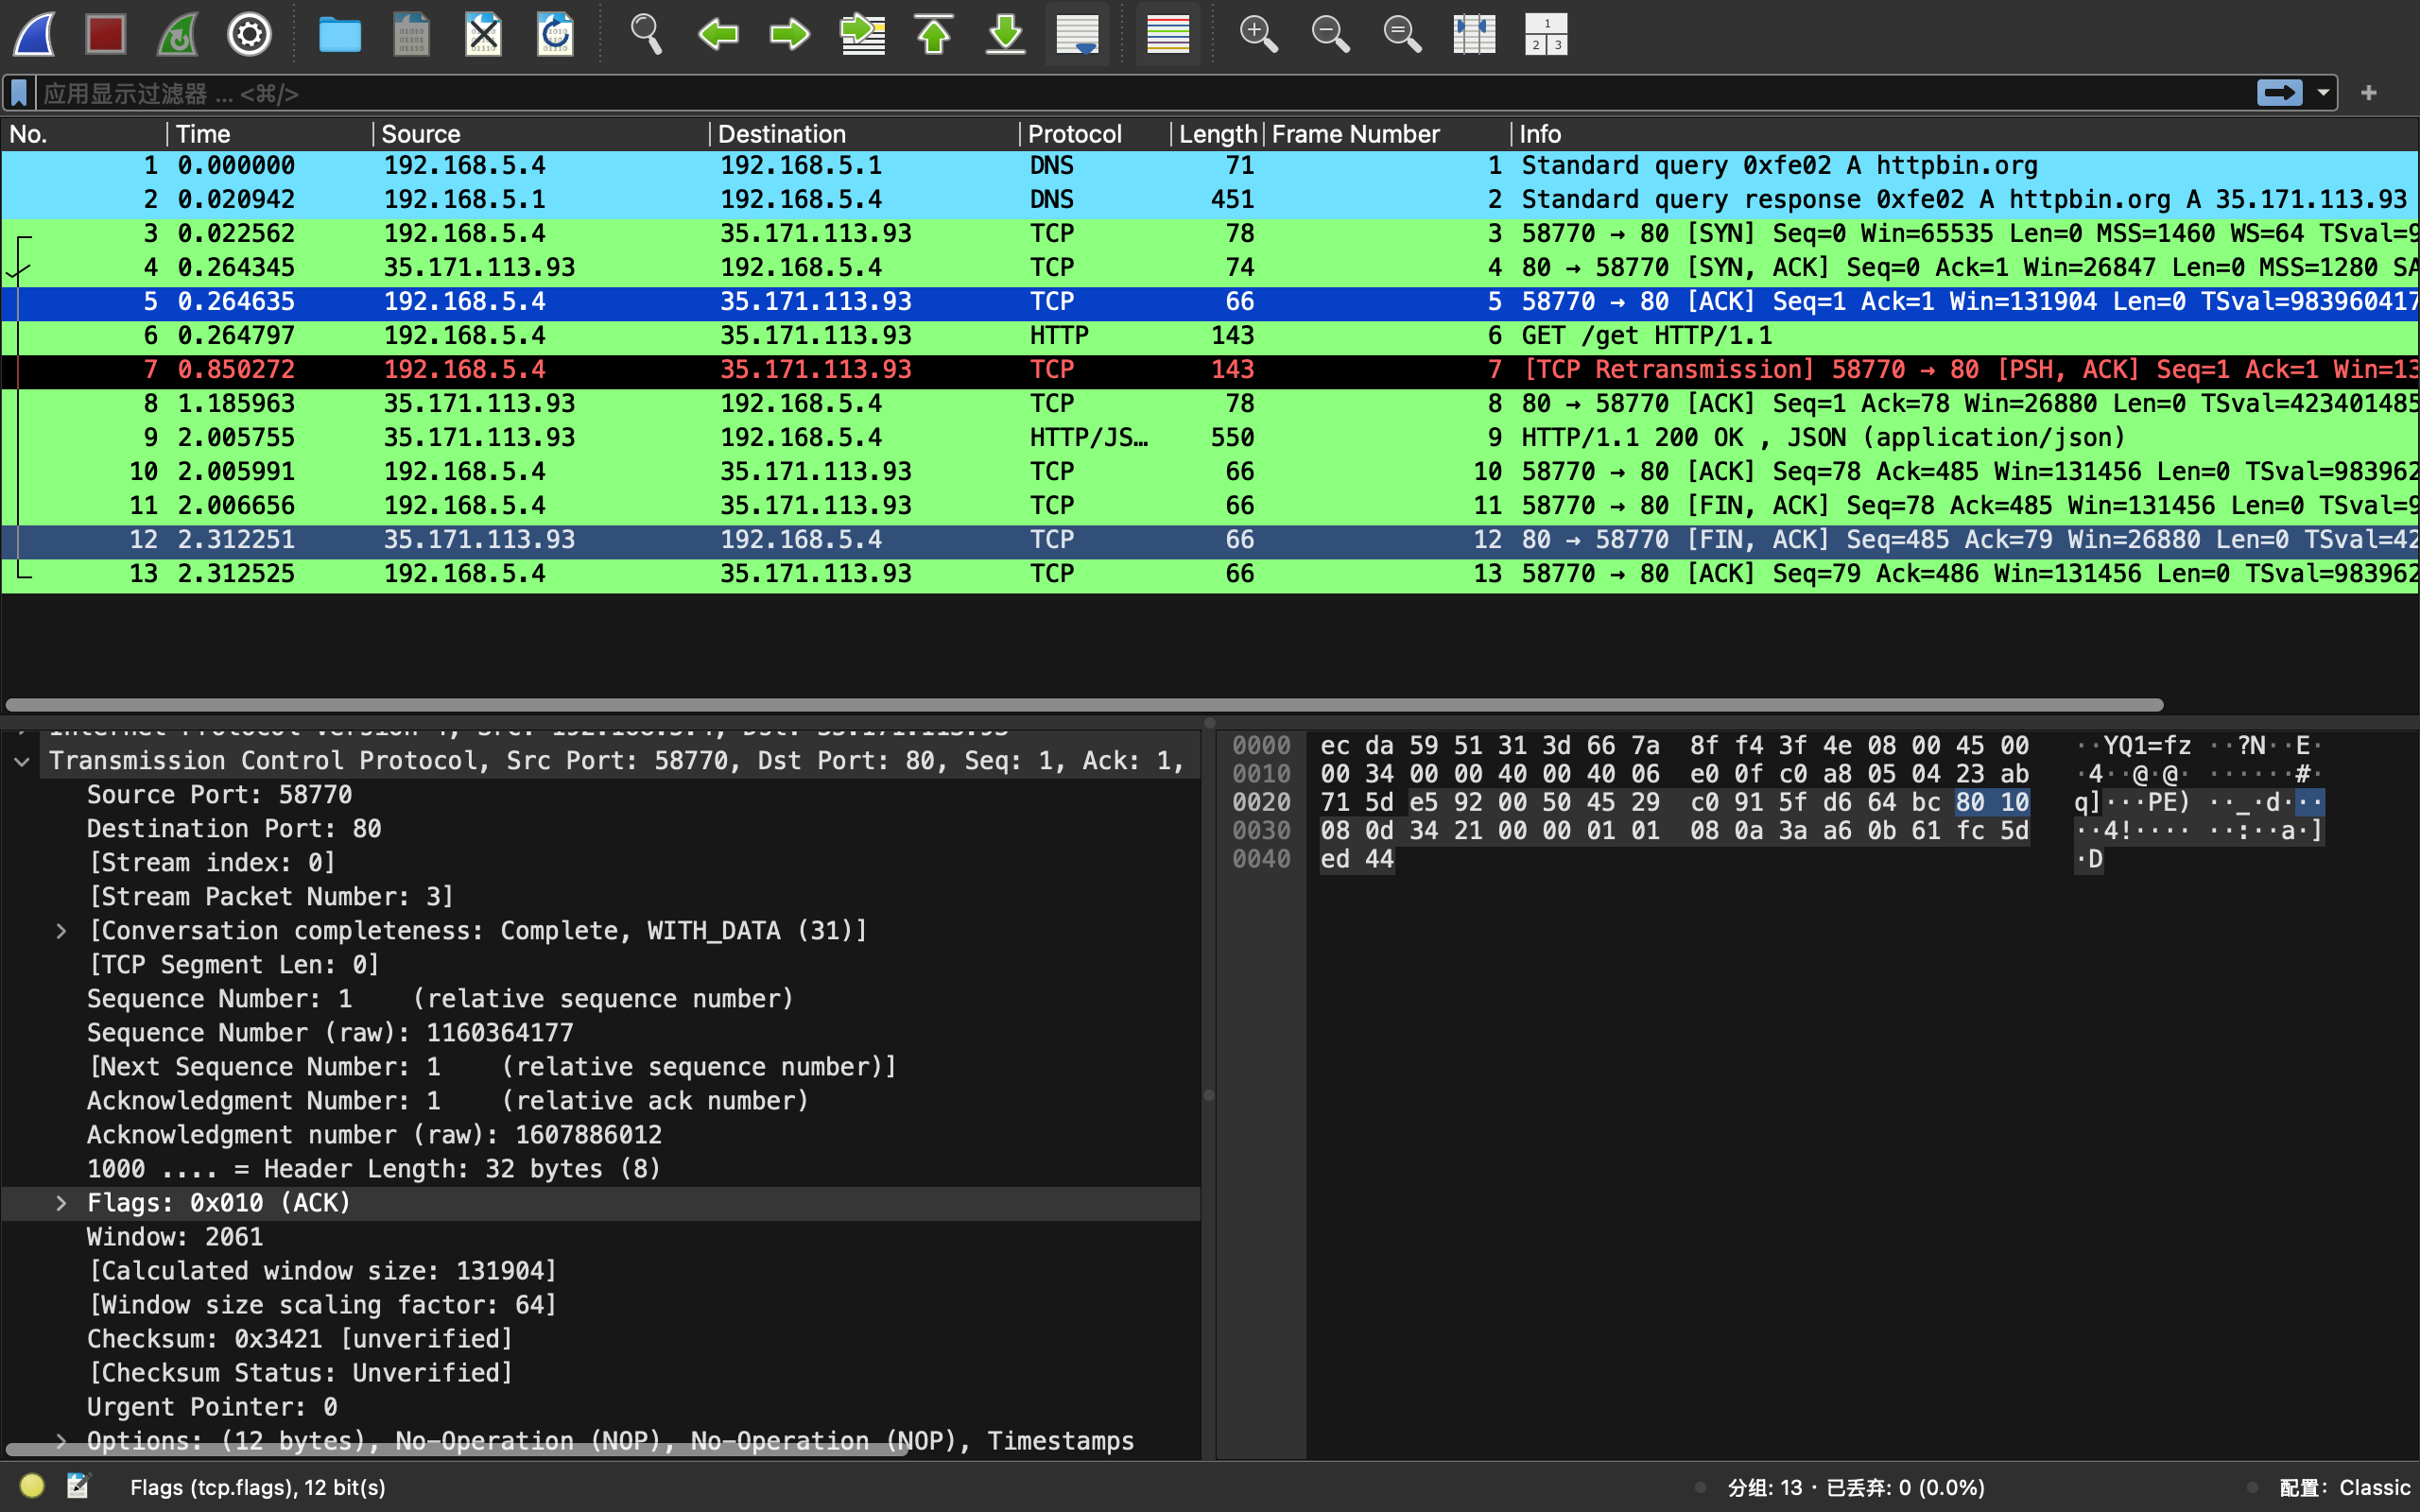 应用显示过滤器 … <⌘/>
No. Time Source Destination Protocol Length Frame Number Info
1 0.000000 192.168.5.4 192.168.5.1 DNS 71 1 Standard query 0xfe02 A httpbin.org
2 0.020942 192.168.5.1 192.168.5.4 DNS 451 2 Standard query response 0xfe02 A httpbin.org A 35.171.113.93
3 0.022562 192.168.5.4 35.171.113.93 TCP 78 3 58770 → 80 [SYN] Seq=0 Win=65535 Len=0 MSS=1460 WS=64 TSval=9
4 0.264345 35.171.113.93 192.168.5.4 TCP 74 4 80 → 58770 [SYN, ACK] Seq=0 Ack=1 Win=26847 Len=0 MSS=1280 SA
5 0.264635 192.168.5.4 35.171.113.93 TCP 66 5 58770 → 80 [ACK] Seq=1 Ack=1 Win=131904 Len=0 TSval=983960417
6 0.264797 192.168.5.4 35.171.113.93 HTTP 143 6 GET /get HTTP/1.1
7 0.850272 192.168.5.4 35.171.113.93 TCP 143 7 [TCP Retransmission] 58770 → 80 [PSH, ACK] Seq=1 Ack=1 Win=13
8 1.185963 35.171.113.93 192.168.5.4 TCP 78 8 80 → 58770 [ACK] Seq=1 Ack=78 Win=26880 Len=0 TSval=423401485
9 2.005755 35.171.113.93 192.168.5.4 HTTP/JS… 550 9 HTTP/1.1 200 OK , JSON (application/json)
10 2.005991 192.168.5.4 35.171.113.93 TCP 66 10 58770 → 80 [ACK] Seq=78 Ack=485 Win=131456 Len=0 TSval=983962
11 2.006656 192.168.5.4 35.171.113.93 TCP 66 11 58770 → 80 [FIN, ACK] Seq=78 Ack=485 Win=131456 Len=0 TSval=9
12 2.312251 35.171.113.93 192.168.5.4 TCP 66 12 80 → 58770 [FIN, ACK] Seq=485 Ack=79 Win=26880 Len=0 TSval=42
13 2.312525 192.168.5.4 35.171.113.93 TCP 66 13 58770 → 80 [ACK] Seq=79 Ack=486 Win=131456 Len=0 TSval=983962
Transmission Control Protocol, Src Port: 58770, Dst Port: 80, Seq: 1, Ack: 1,
Source Port: 58770
Destination Port: 80
[Stream index: 0]
[Stream Packet Number: 3]
[Conversation completeness: Complete, WITH_DATA (31)]
[TCP Segment Len: 0]
Sequence Number: 1    (relative sequence number)
Sequence Number (raw): 1160364177
[Next Sequence Number: 1    (relative sequence number)]
Acknowledgment Number: 1    (relative ack number)
Acknowledgment number (raw): 1607886012
1000 .... = Header Length: 32 bytes (8)
Flags: 0x010 (ACK)
Window: 2061
[Calculated window size: 131904]
[Window size scaling factor: 64]
Checksum: 0x3421 [unverified]
[Checksum Status: Unverified]
Urgent Pointer: 0
Options: (12 bytes), No-Operation (NOP), No-Operation (NOP), Timestamps
0000 ec da 59 51 31 3d 66 7a 8f f4 3f 4e 08 00 45 00 ··YQ1=fz ··?N··E·
0010 00 34 00 00 40 00 40 06 e0 0f c0 a8 05 04 23 ab ·4··@·@· ······#·
0020 71 5d e5 92 00 50 45 29 c0 91 5f d6 64 bc 80 10 q]···PE) ··_·d···
0030 08 0d 34 21 00 00 01 01 08 0a 3a a6 0b 61 fc 5d ··4!···· ··:··a·]
0040 ed 44 ·D
Flags (tcp.flags), 12 bit(s) 分组: 13 · 已丢弃: 0 (0.0%) 配置: Classic